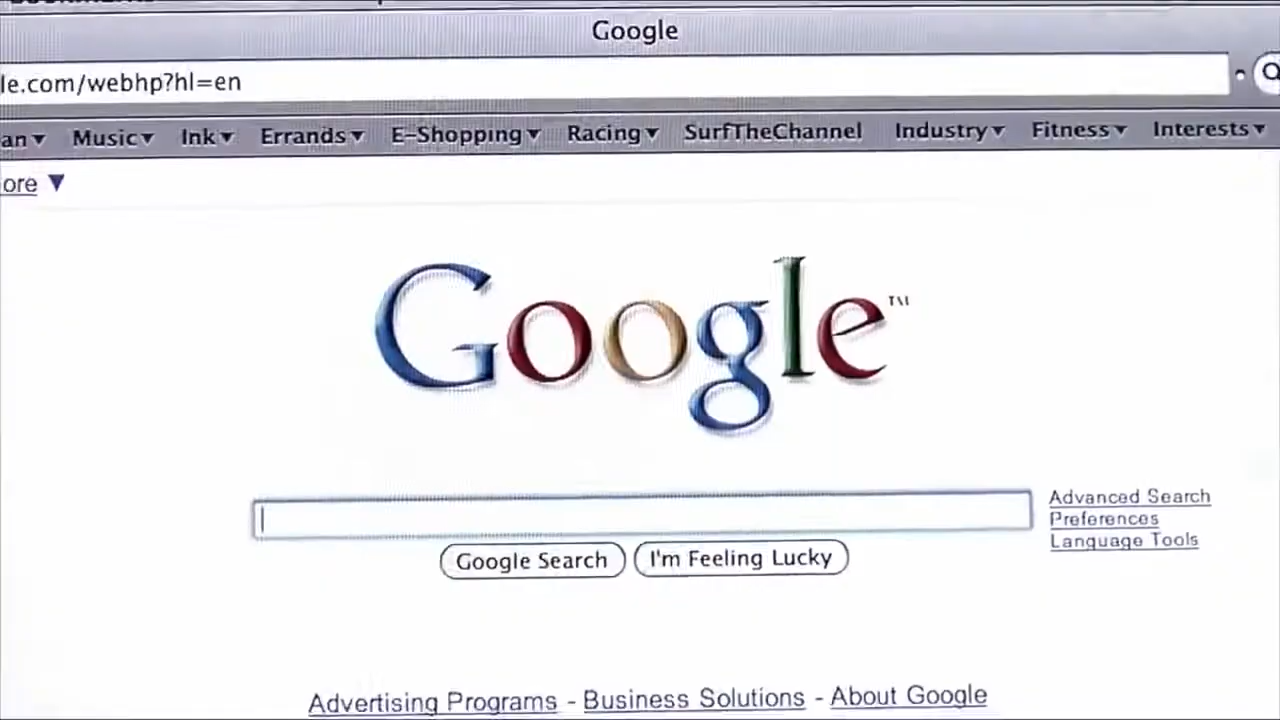 Google
le.com/webhp?hl=en
an Music Ink Errands E-Shopping Racing SurfTheChannel Industry Fitness Interests
ore
Google™
Advanced Search
Preferences
Language Tools
Google Search I'm Feeling Lucky
Advertising Programs - Business Solutions - About Google